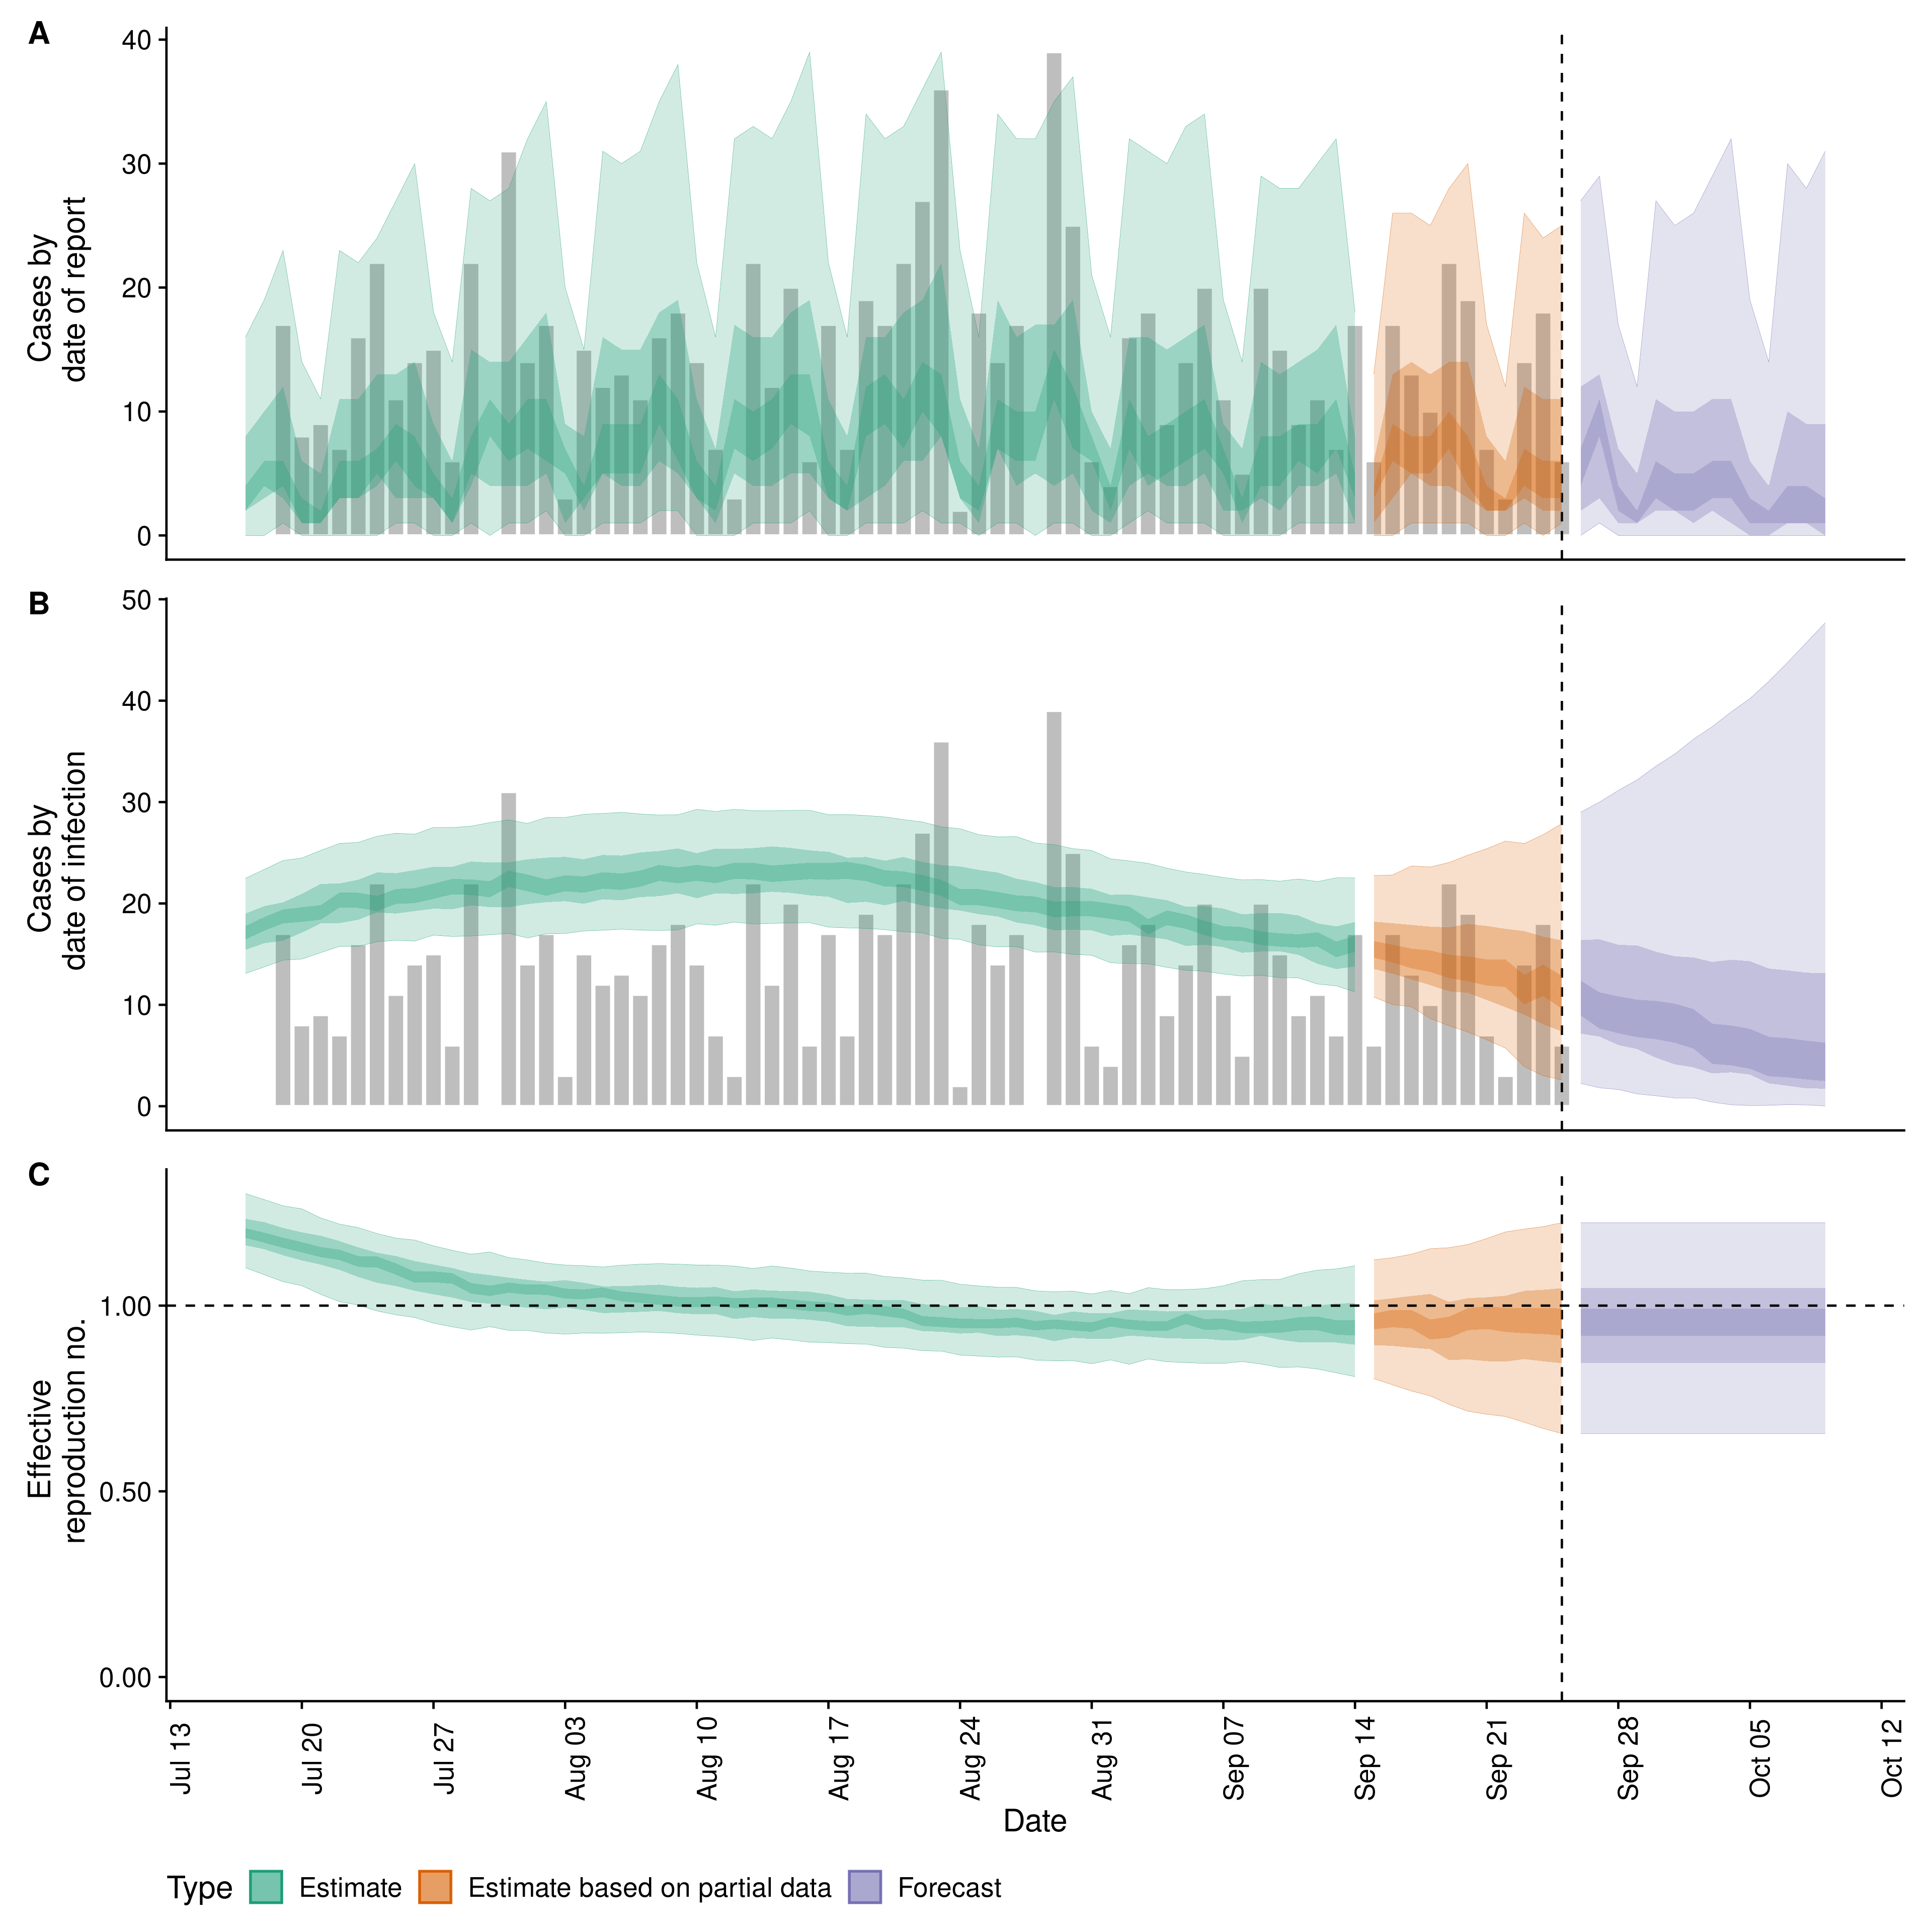 A
40
30
20
10
0
Cases by
date of report
B
50
40
30
20
10
0
Cases by
date of infection
C
1.00
0.50
0.00
Effective
reproduction no.
Jul 13
Jul 20
Jul 27
Aug 03
Aug 10
Aug 17
Aug 24
Aug 31
Sep 07
Sep 14
Sep 21
Sep 28
Oct 05
Oct 12
Date
Type Estimate Estimate based on partial data Forecast